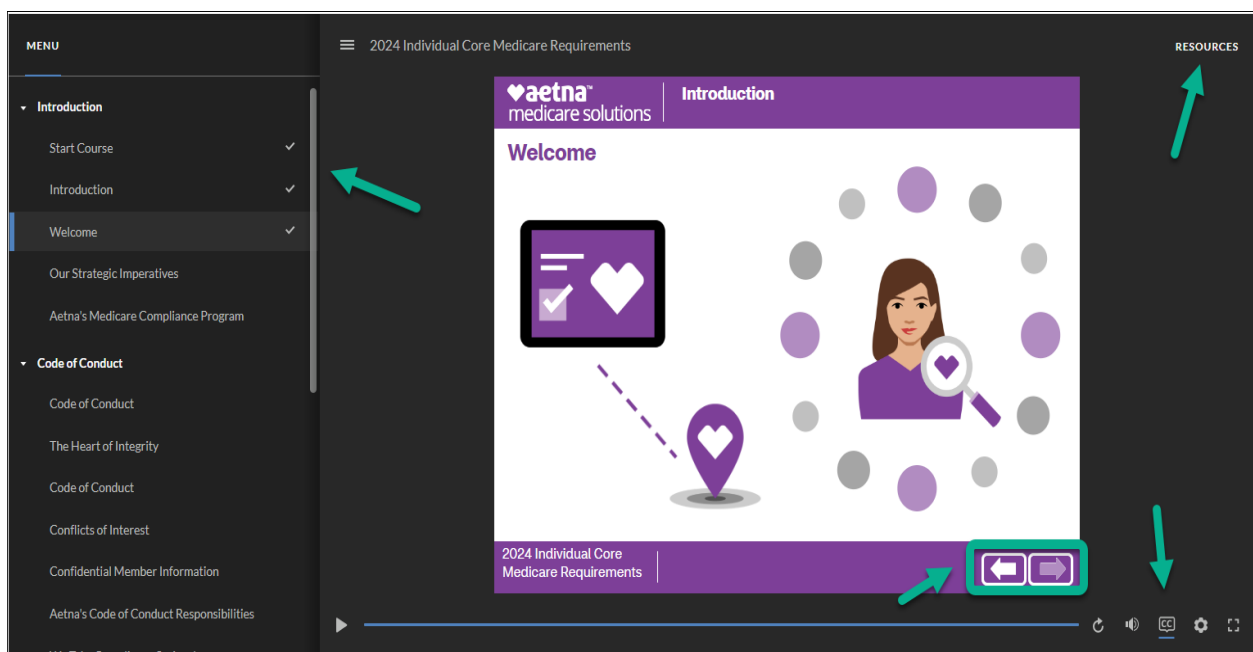 MENU
2024 Individual Core Medicare Requirements
RESOURCES
Introduction
Start Course
Introduction
Welcome
Our Strategic Imperatives
Aetna's Medicare Compliance Program
Code of Conduct
Code of Conduct
The Heart of Integrity
Code of Conduct
Conflicts of Interest
Confidential Member Information
Aetna's Code of Conduct Responsibilities
aetna™
medicare solutions
Introduction
Welcome
2024 Individual Core
Medicare Requirements
CC